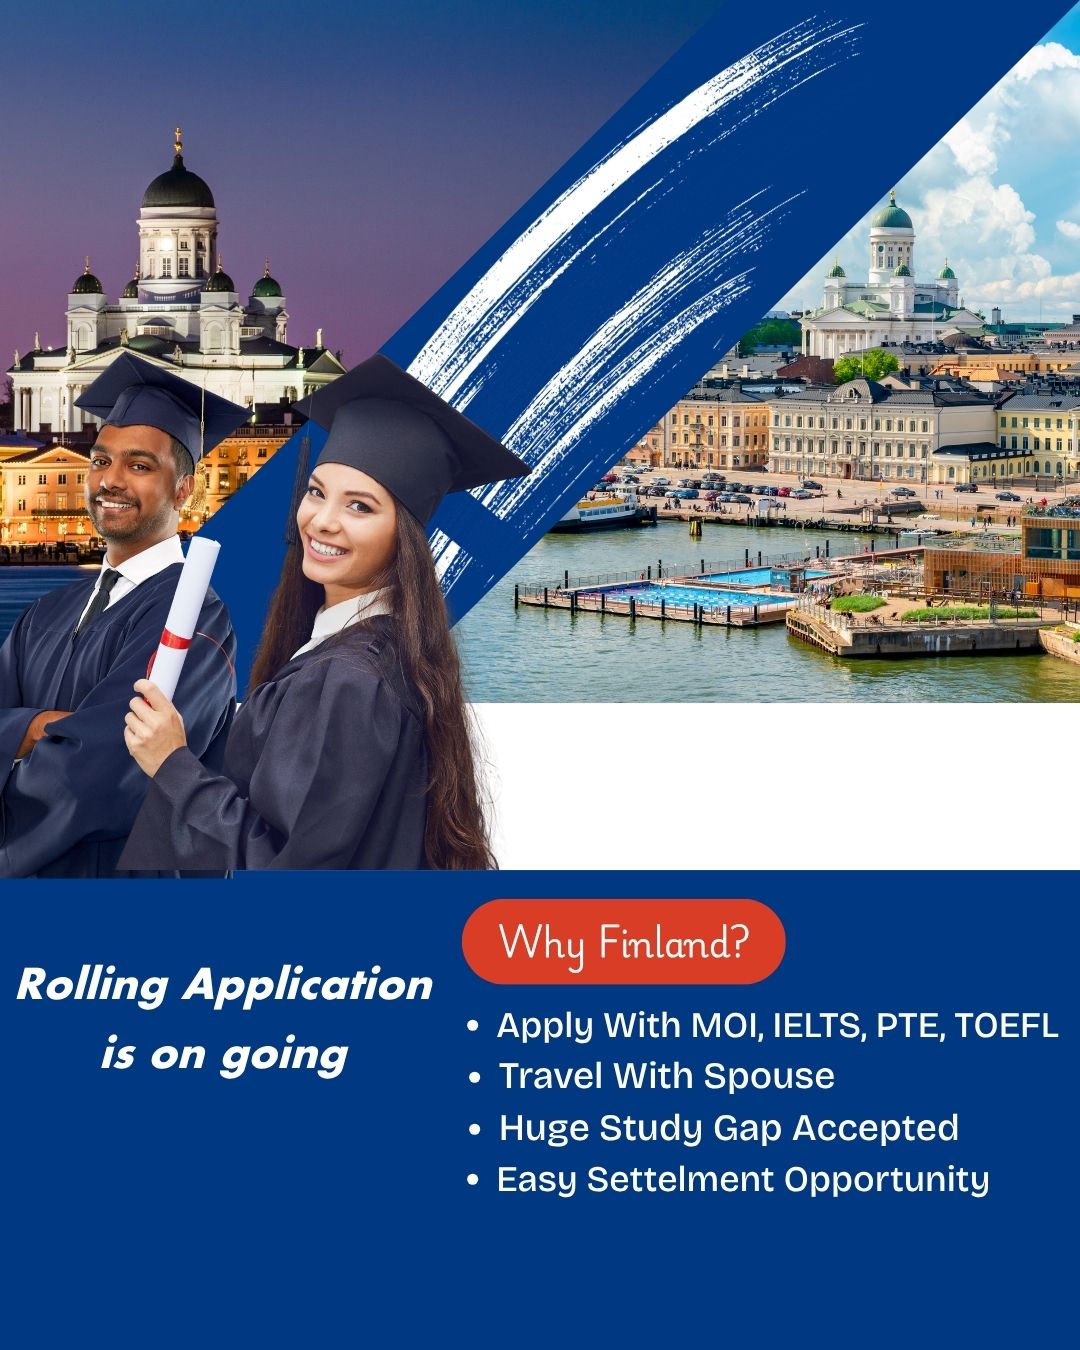 Rolling Application
is on going
Why Finland?
• Apply With MOI, IELTS, PTE, TOEFL
• Travel With Spouse
• Huge Study Gap Accepted
• Easy Settelment Opportunity